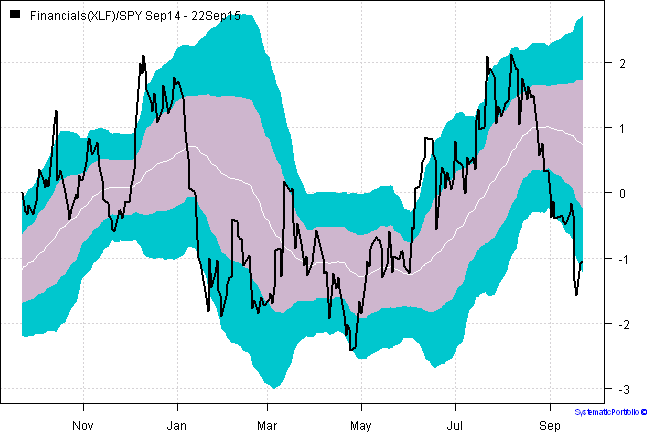 Financials(XLF)/SPY Sep14 - 22Sep15
2
1
0
-1
-2
-3
Nov Jan Mar May Jul Sep
SystematicPortfolio ©